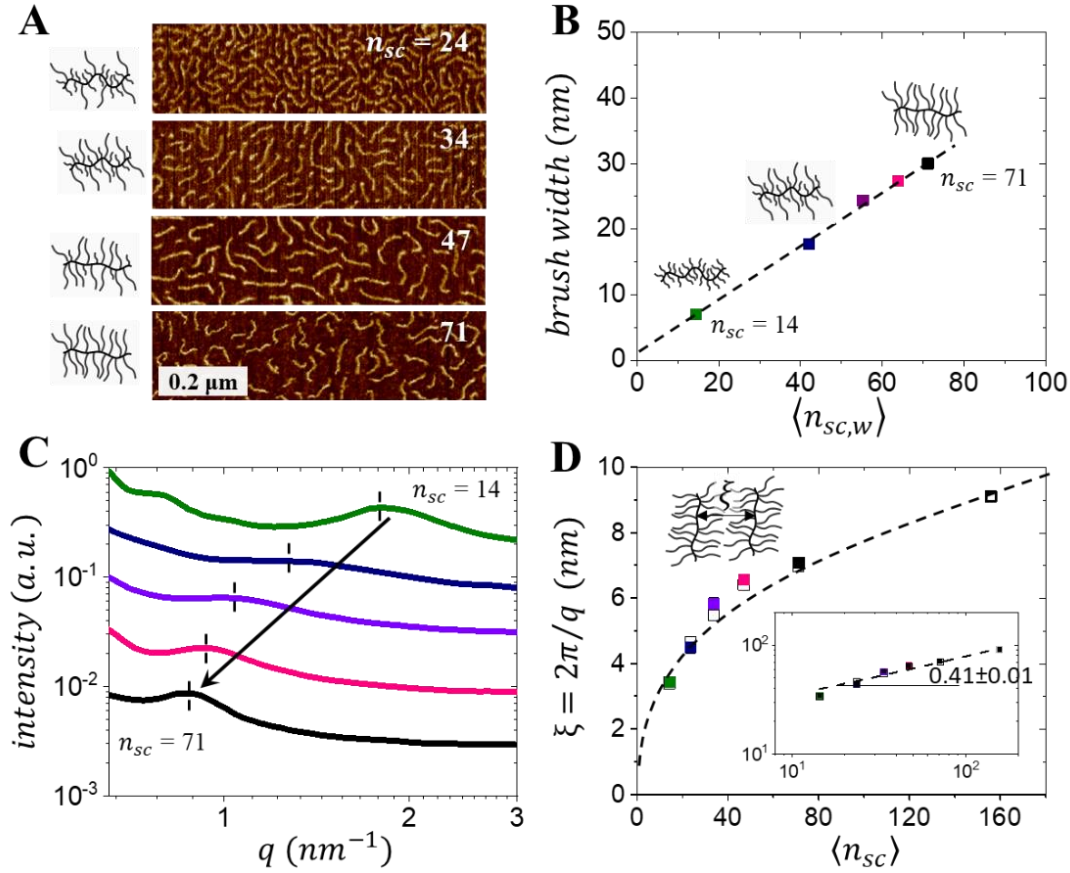 A
n_sc = 24
34
47
71
0.2 μm
B
brush width (nm)
50
40
30
20
10
0
n_sc = 71
n_sc = 14
0 20 40 60 80 100
⟨n_sc,w⟩
C
intensity (a. u.)
10^0
10^-1
10^-2
10^-3
n_sc = 14
n_sc = 71
1 2 3
q (nm^−1)
D
ξ = 2π/q (nm)
10
8
6
4
2
0
ξ
10^2
0.41±0.01
10^1
10^1 10^2
0 40 80 120 160
⟨n_sc⟩